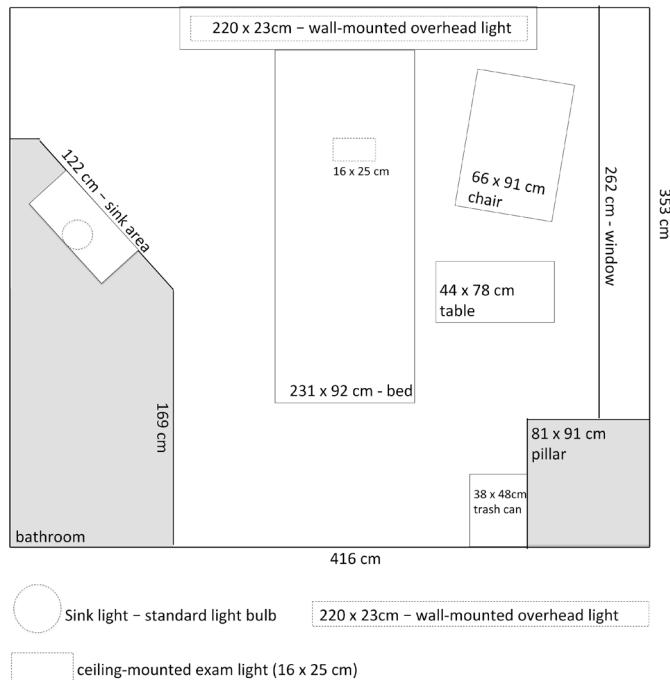 220 x 23cm – wall-mounted overhead light
122 cm – sink area
16 x 25 cm
66 x 91 cm
chair
262 cm - window
353 cm
44 x 78 cm
table
231 x 92 cm - bed
169 cm
81 x 91 cm
pillar
38 x 48cm
trash can
bathroom
416 cm
Sink light – standard light bulb
220 x 23cm – wall-mounted overhead light
ceiling-mounted exam light (16 x 25 cm)